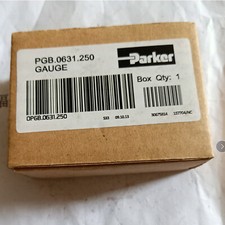 PGB.0631.250
GAUGE
Parker
Box Qty: 1
OPGB.0631.250